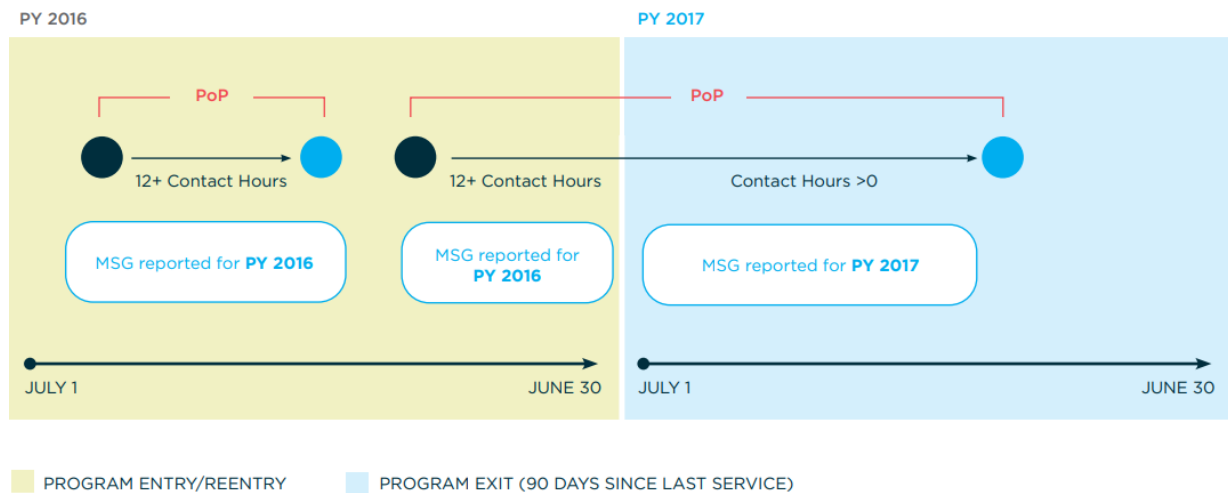 PY 2016
PY 2017
PoP
PoP
12+ Contact Hours
12+ Contact Hours
Contact Hours >0
MSG reported for PY 2016
MSG reported for
PY 2016
MSG reported for PY 2017
JULY 1
JUNE 30
JULY 1
JUNE 30
PROGRAM ENTRY/REENTRY
PROGRAM EXIT (90 DAYS SINCE LAST SERVICE)